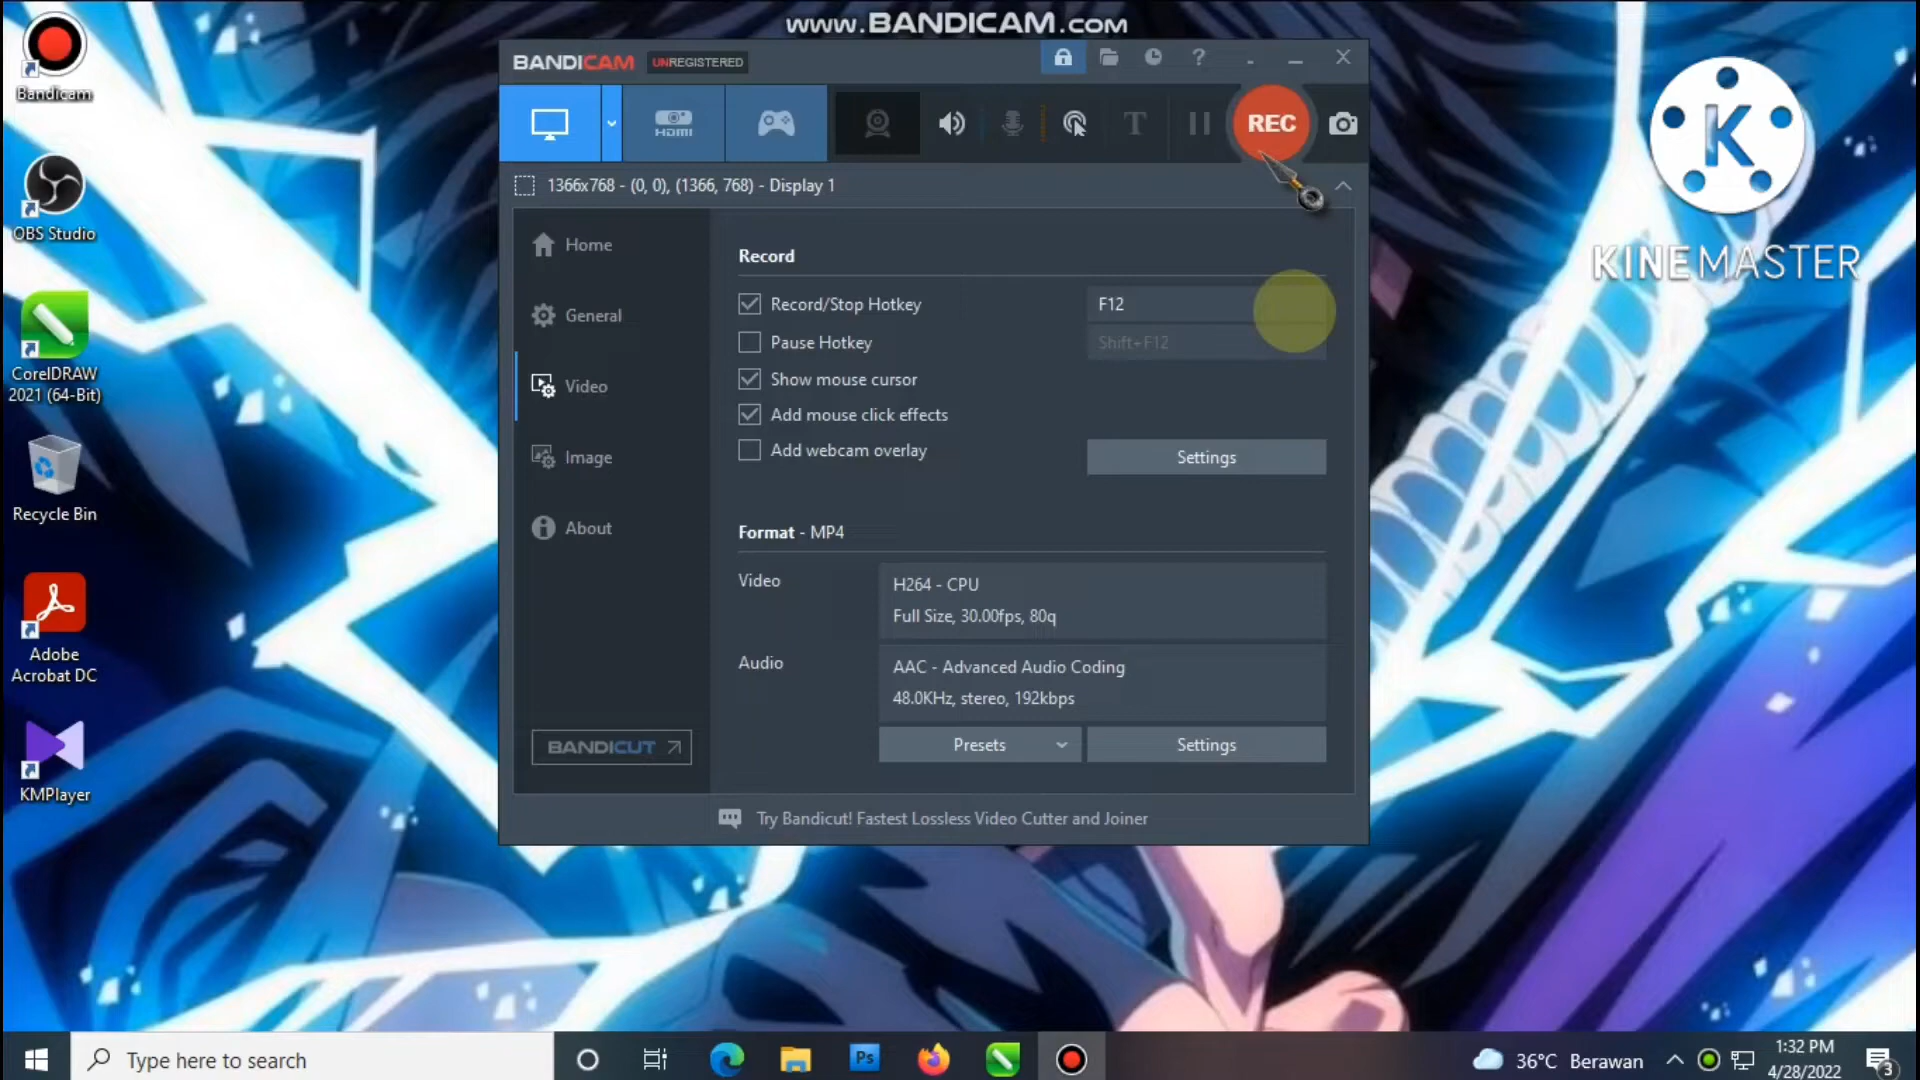 www.BANDICAM.com
BANDICAM UNREGISTERED
?
HDMI
T
REC
1366x768 - (0, 0), (1366, 768) - Display 1
Home
General
Video
Image
About
BANDICUT
Record
Record/Stop Hotkey F12
Pause Hotkey Shift+F12
Show mouse cursor
Add mouse click effects
Add webcam overlay Settings
Format - MP4
Video
H264 - CPU
Full Size, 30.00fps, 80q
Audio
AAC - Advanced Audio Coding
48.0KHz, stereo, 192kbps
Presets Settings
Try Bandicut! Fastest Lossless Video Cutter and Joiner
Bandicam
OBS Studio
CorelDRAW
2021 (64-Bit)
Recycle Bin
Adobe
Acrobat DC
KMPlayer
K
KINEMASTER
Type here to search
Ps
36°C Berawan
1:32 PM
4/28/2022
3